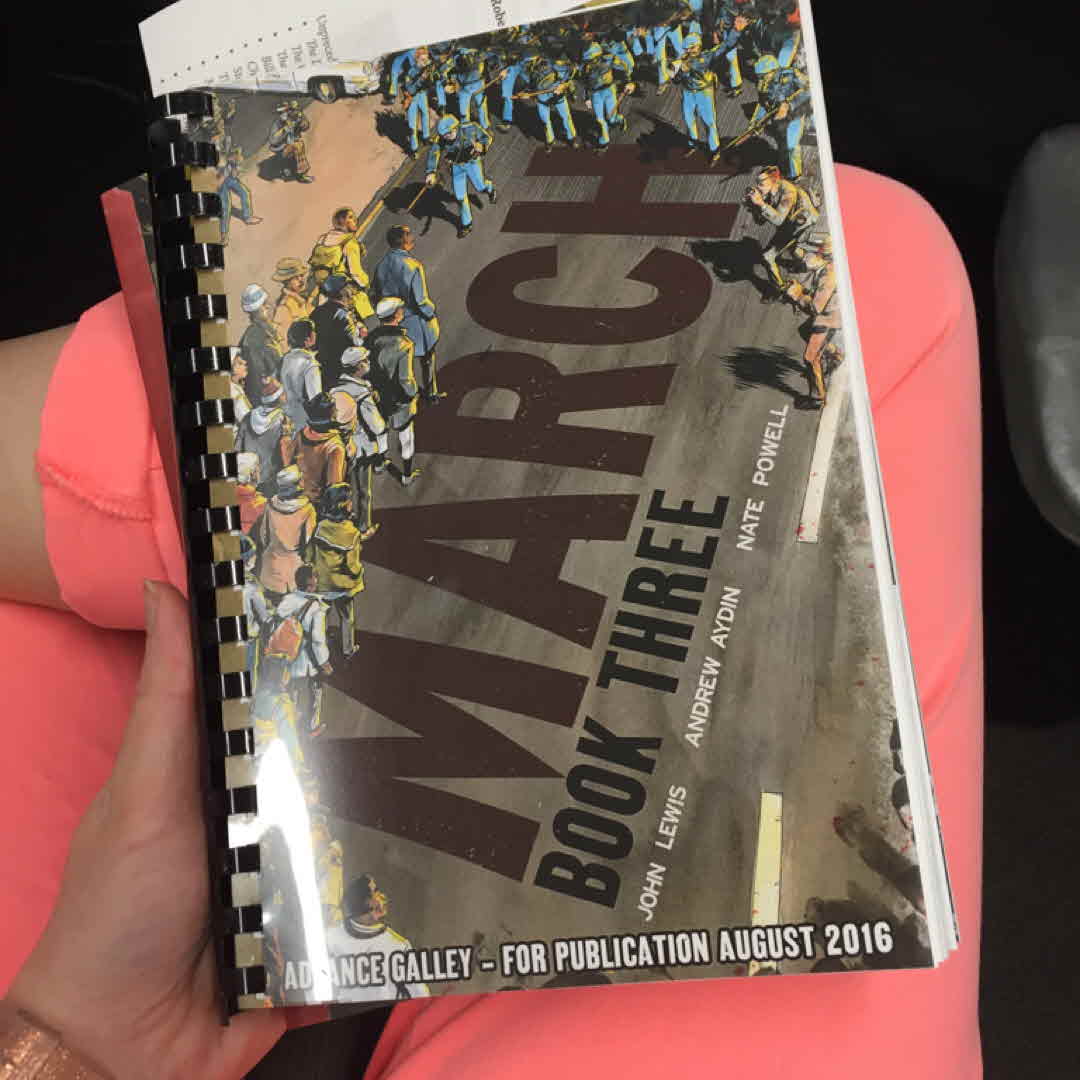 MARCH
BOOK THREE
JOHN LEWIS ANDREW AYDIN NATE POWELL
ADVANCE GALLEY - FOR PUBLICATION AUGUST 2016